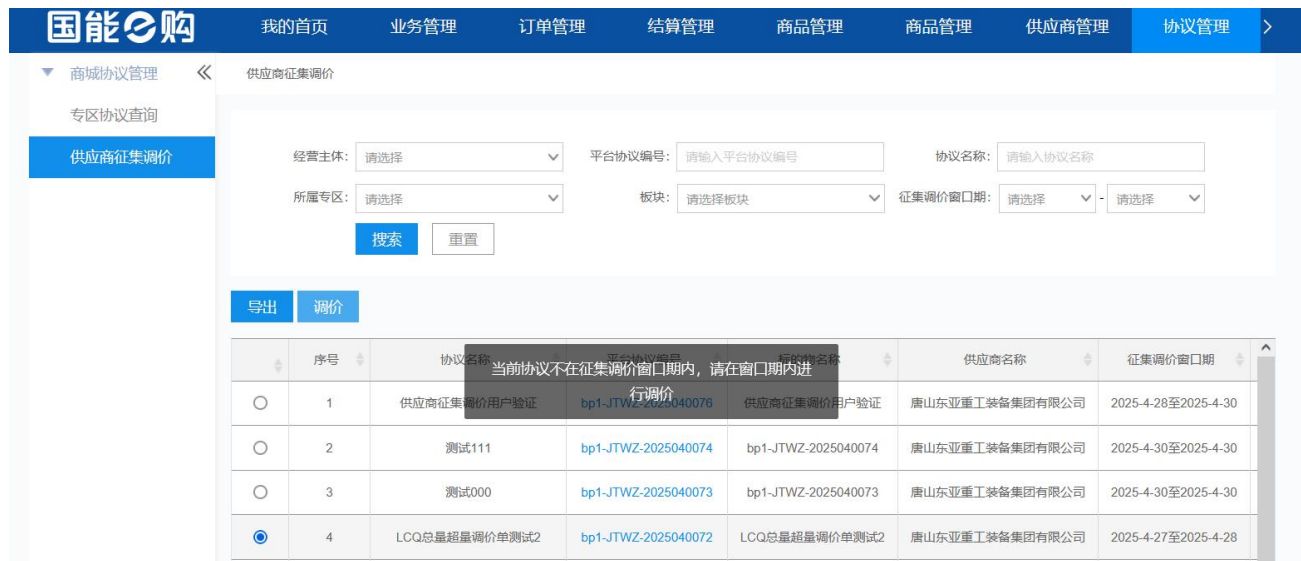 国能e购 我的首页 业务管理 订单管理 结算管理 商品管理 商品管理 供应商管理 协议管理
商城协议管理 供应商征集调价
专区协议查询
供应商征集调价
经营主体: 请选择 平台协议编号: 请输入平台协议编号 协议名称: 请输入协议名称
所属专区: 请选择 板块: 请选择板块 征集调价窗口期: 请选择 - 请选择
搜索 重置
导出 调价
序号 协议名称 平台协议编号 标的物名称 供应商名称 征集调价窗口期
当前协议不在征集调价窗口期内，请在窗口期内进
行调价
1 供应商征集调价用户验证 bp1-JTWZ-2025040076 供应商征集调价用户验证 唐山东亚重工装备集团有限公司 2025-4-28至2025-4-30
2 测试111 bp1-JTWZ-2025040074 bp1-JTWZ-2025040074 唐山东亚重工装备集团有限公司 2025-4-30至2025-4-30
3 测试000 bp1-JTWZ-2025040073 bp1-JTWZ-2025040073 唐山东亚重工装备集团有限公司 2025-4-30至2025-4-30
4 LCQ总量超量调价单测试2 bp1-JTWZ-2025040072 LCQ总量超量调价单测试2 唐山东亚重工装备集团有限公司 2025-4-27至2025-4-28